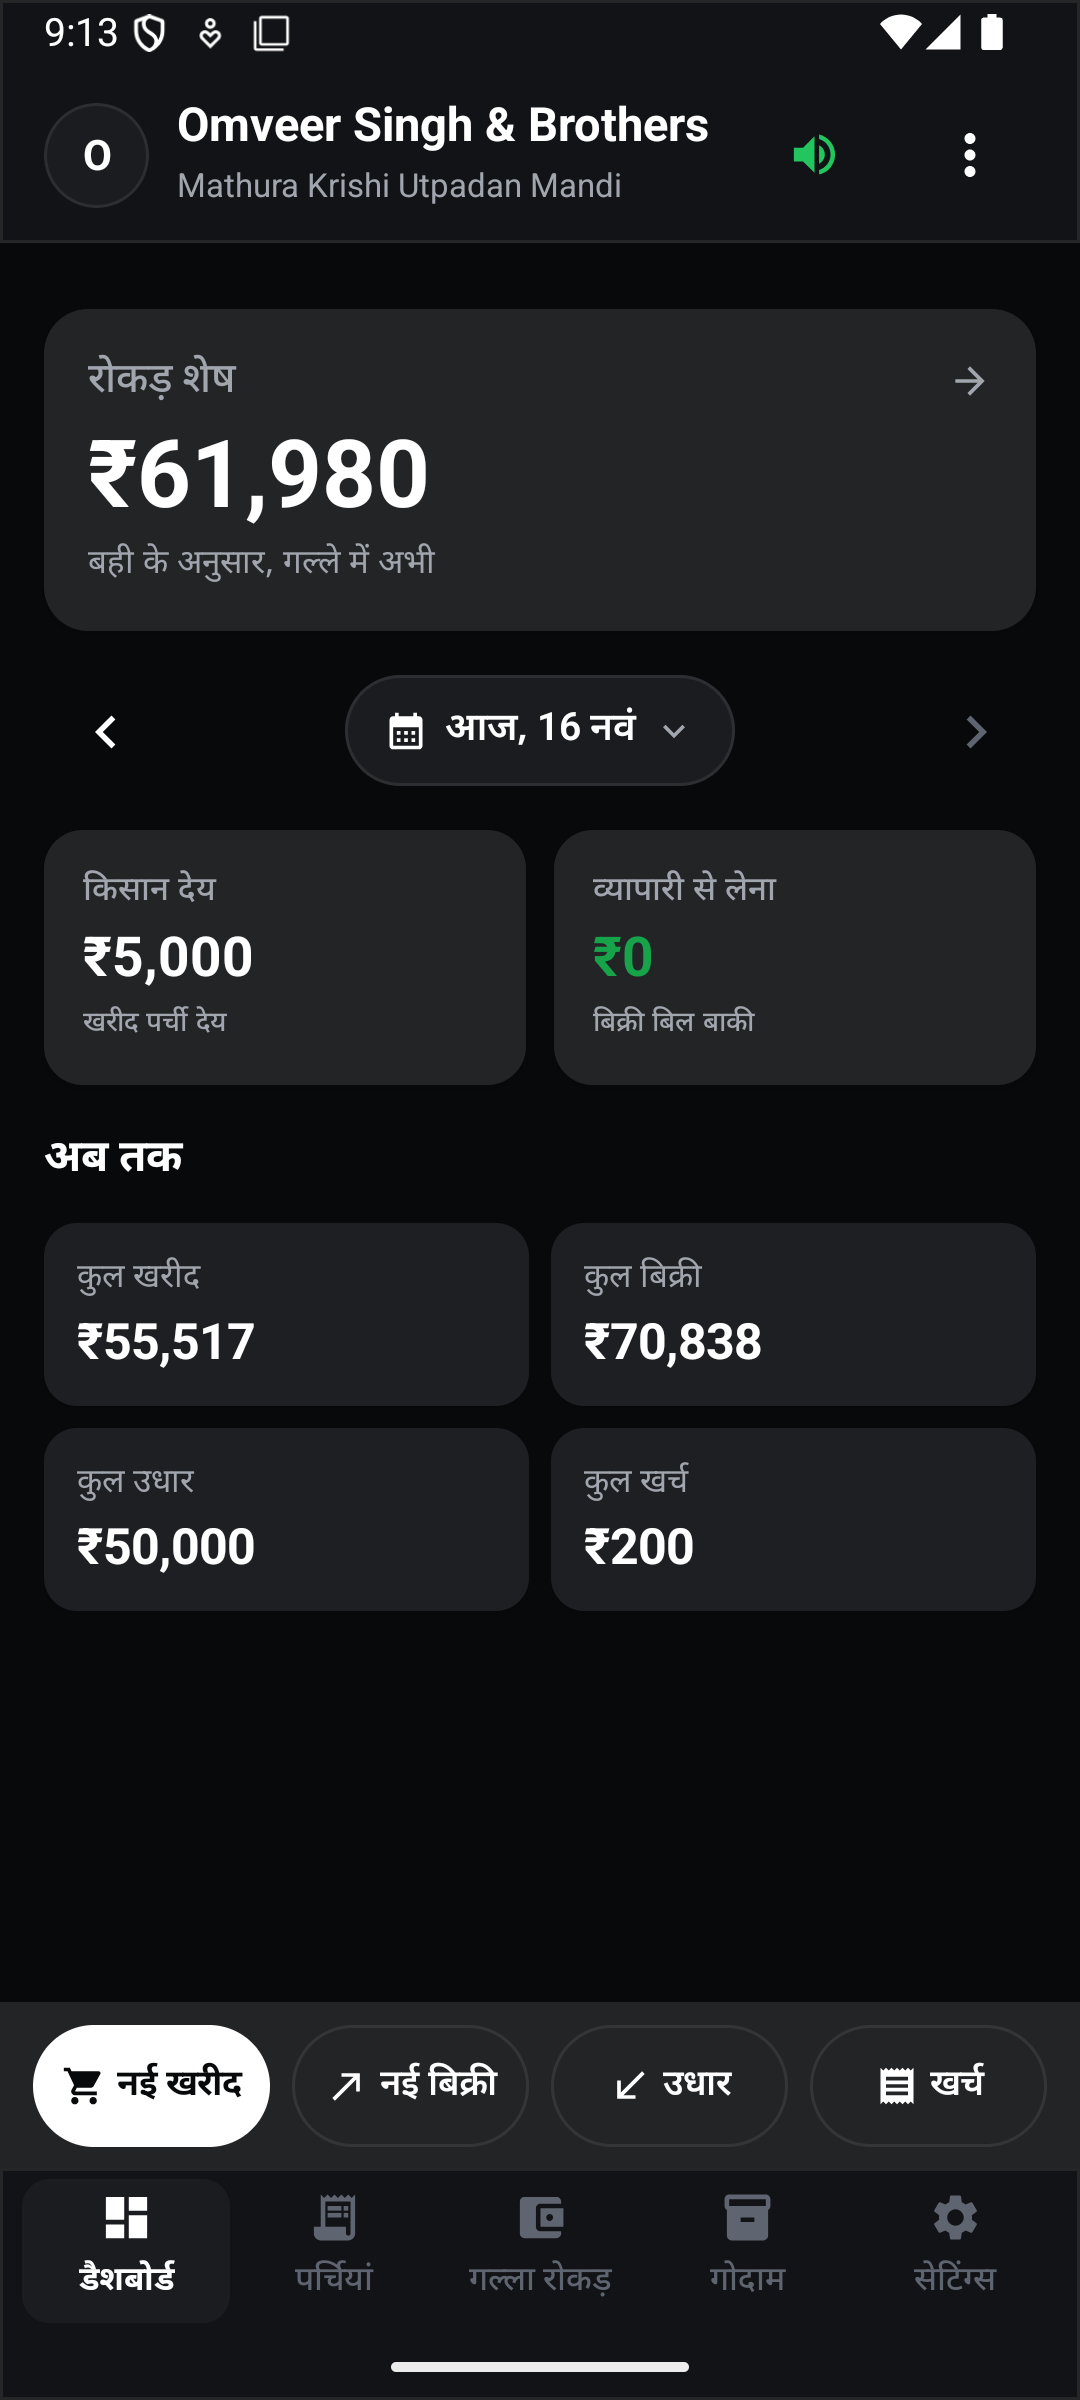 9:13
O
Omveer Singh & Brothers
Mathura Krishi Utpadan Mandi
रोकड़ शेष
₹61,980
बही के अनुसार, गल्ले में अभी
आज, 16 नवं
किसान देय
₹5,000
खरीद पर्ची देय
व्यापारी से लेना
₹0
बिक्री बिल बाकी
अब तक
कुल खरीद
₹55,517
कुल बिक्री
₹70,838
कुल उधार
₹50,000
कुल खर्च
₹200
नई खरीद
नई बिक्री
उधार
खर्च
डैशबोर्ड
पर्चियां
गल्ला रोकड़
गोदाम
सेटिंग्स